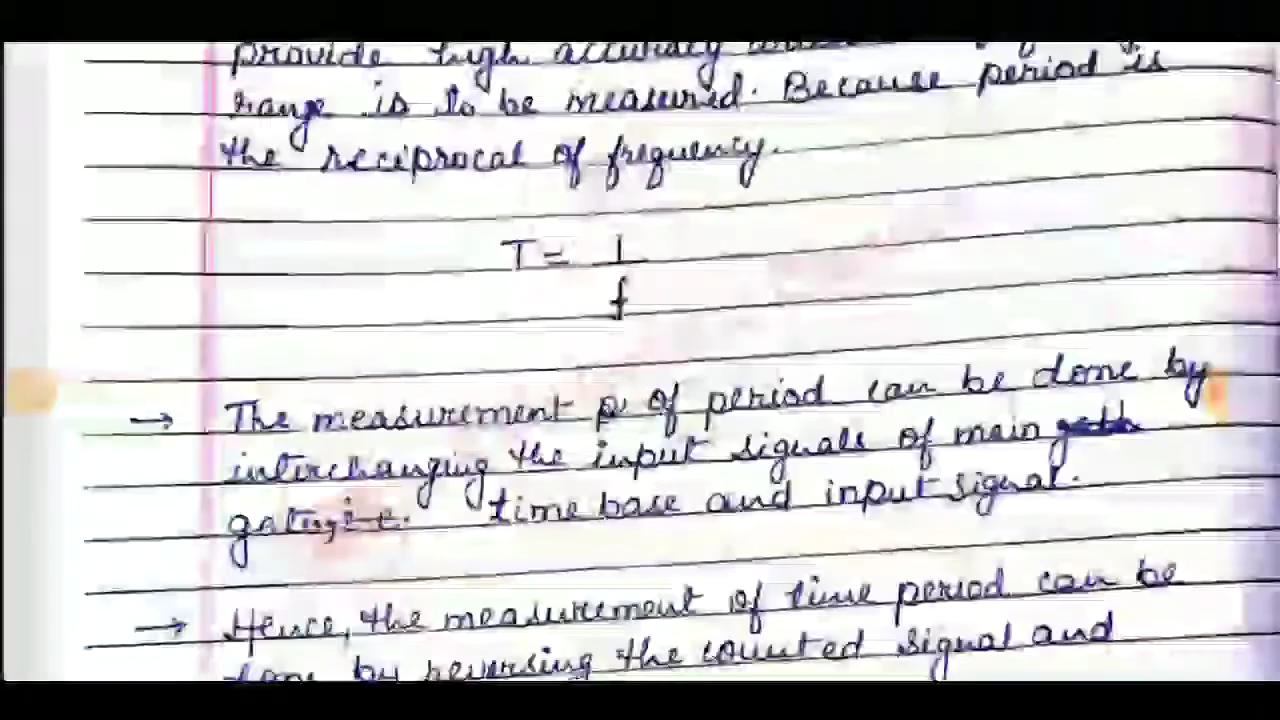 provide high accuracy
range is to be measured. Because period is
the reciprocal of frequency.
T = 1
f
→ The measurement p of period can be done by
interchanging the input signals of main
time base and input signal.
→ Hence, the measurement of time period can be
done by reversing the counted signal and